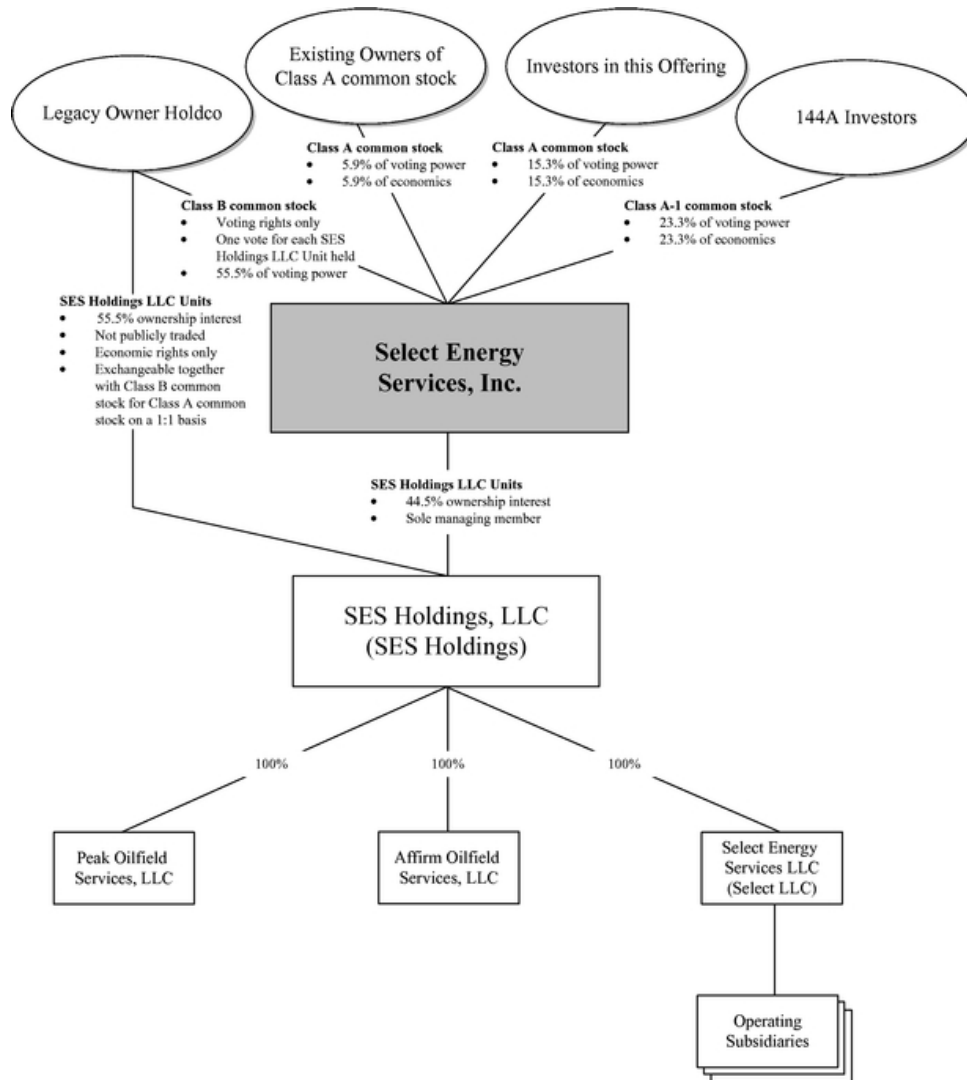 Legacy Owner Holdco
Existing Owners of
Class A common stock
Investors in this Offering
144A Investors
Class A common stock
• 5.9% of voting power
• 5.9% of economics
Class A common stock
• 15.3% of voting power
• 15.3% of economics
Class B common stock
• Voting rights only
• One vote for each SES
Holdings LLC Unit held
• 55.5% of voting power
Class A-1 common stock
• 23.3% of voting power
• 23.3% of economics
SES Holdings LLC Units
• 55.5% ownership interest
• Not publicly traded
• Economic rights only
• Exchangeable together
with Class B common
stock for Class A common
stock on a 1:1 basis
Select Energy
Services, Inc.
SES Holdings LLC Units
• 44.5% ownership interest
• Sole managing member
SES Holdings, LLC
(SES Holdings)
100%
100%
100%
Peak Oilfield
Services, LLC
Affirm Oilfield
Services, LLC
Select Energy
Services LLC
(Select LLC)
Operating
Subsidiaries